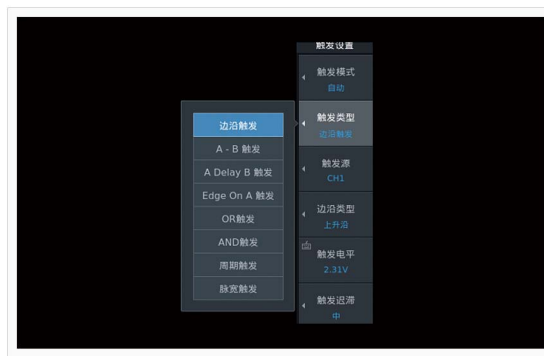 触发设置
触发模式
自动
触发类型
边沿触发
触发源
CH1
边沿类型
上升沿
触发电平
2.31V
触发迟滞
中
边沿触发
A - B 触发
A Delay B 触发
Edge On A 触发
OR触发
AND触发
周期触发
脉宽触发